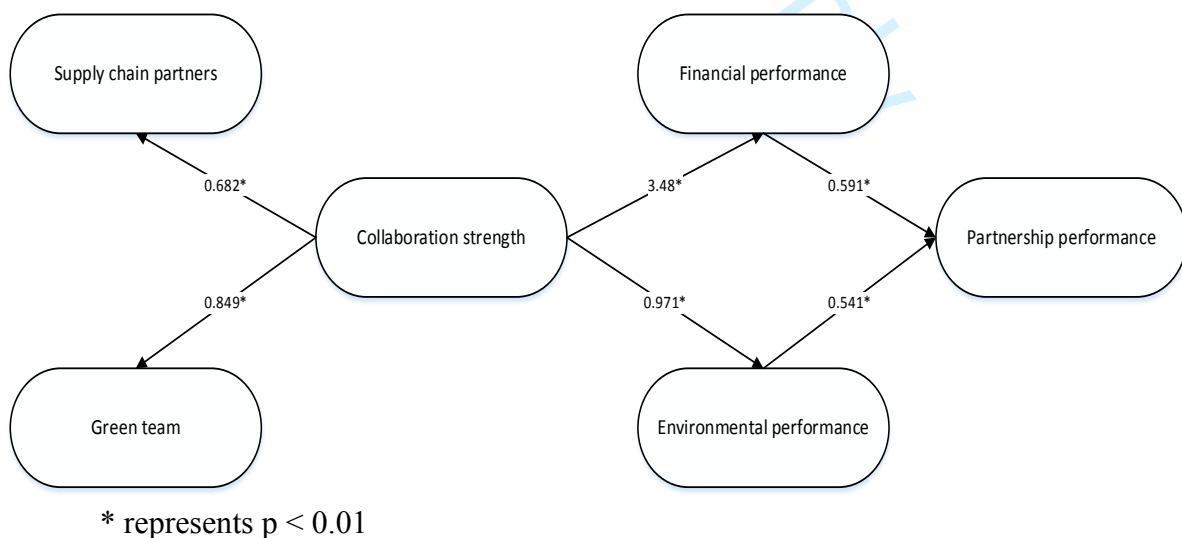 Supply chain partners
Financial performance
0.682*
3.48*
0.591*
Collaboration strength
Partnership performance
0.849*
0.971*
0.541*
Green team
Environmental performance
* represents p < 0.01